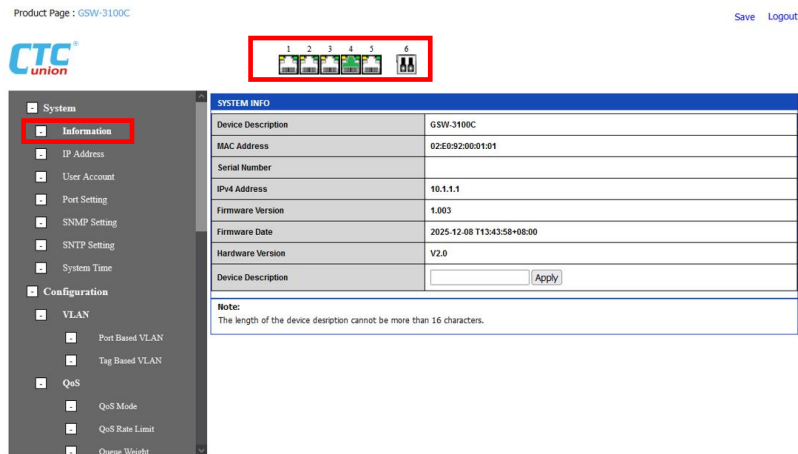 Product Page : GSW-3100C
Save Logout
CTC
union
®
1 2 3 4 5 6
System
Information
IP Address
User Account
Port Setting
SNMP Setting
SNTP Setting
System Time
Configuration
VLAN
Port Based VLAN
Tag Based VLAN
QoS
QoS Mode
QoS Rate Limit
Queue Weight
SYSTEM INFO
Device Description GSW-3100C
MAC Address 02:E0:92:00:01:01
Serial Number
IPv4 Address 10.1.1.1
Firmware Version 1.003
Firmware Date 2025-12-08 T13:43:58+08:00
Hardware Version V2.0
Device Description Apply
Note:
The length of the device desription cannot be more than 16 characters.